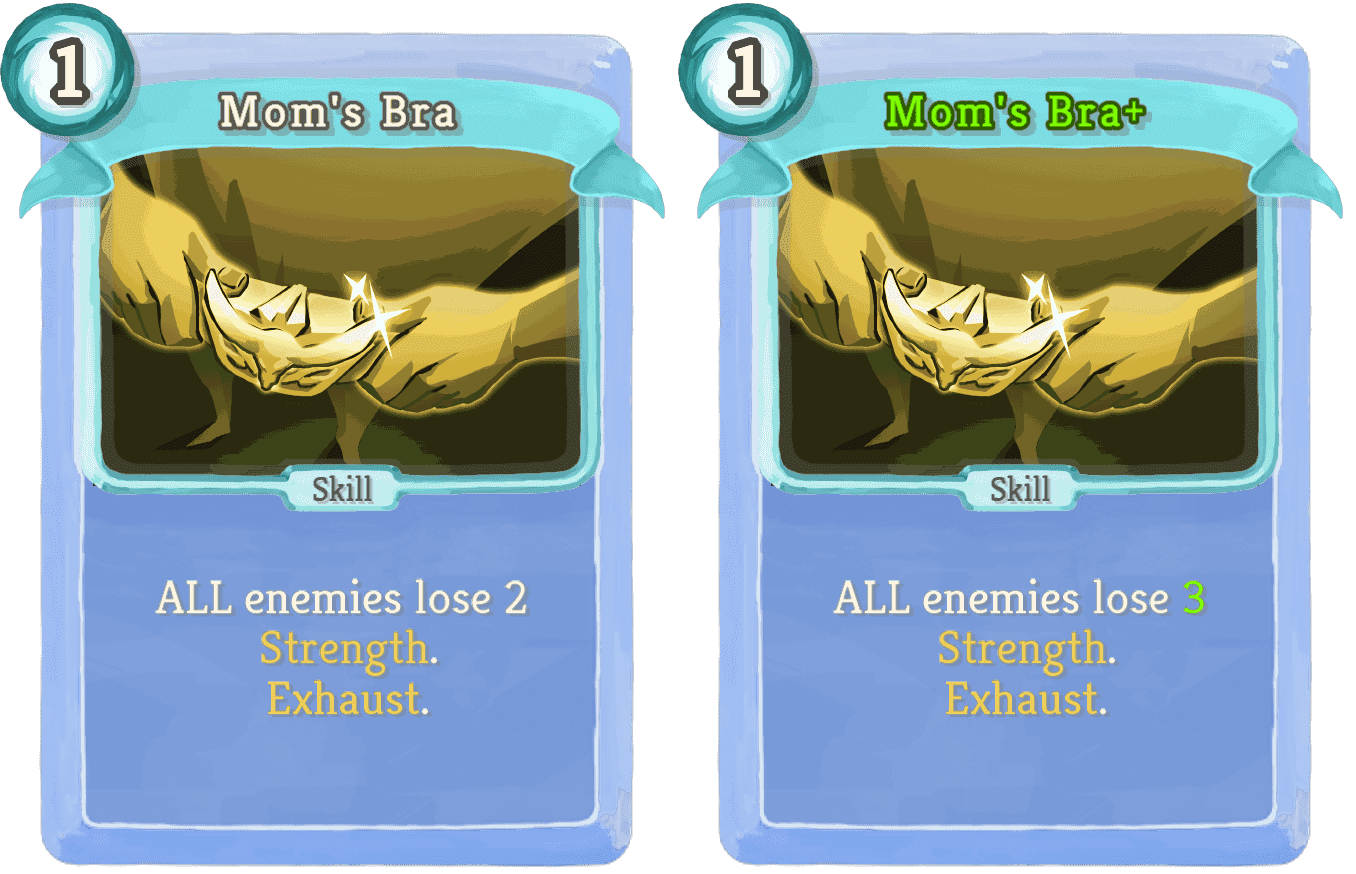 1
Mom's Bra
Skill
ALL enemies lose 2
Strength.
Exhaust.
1
Mom's Bra+
Skill
ALL enemies lose 3
Strength.
Exhaust.